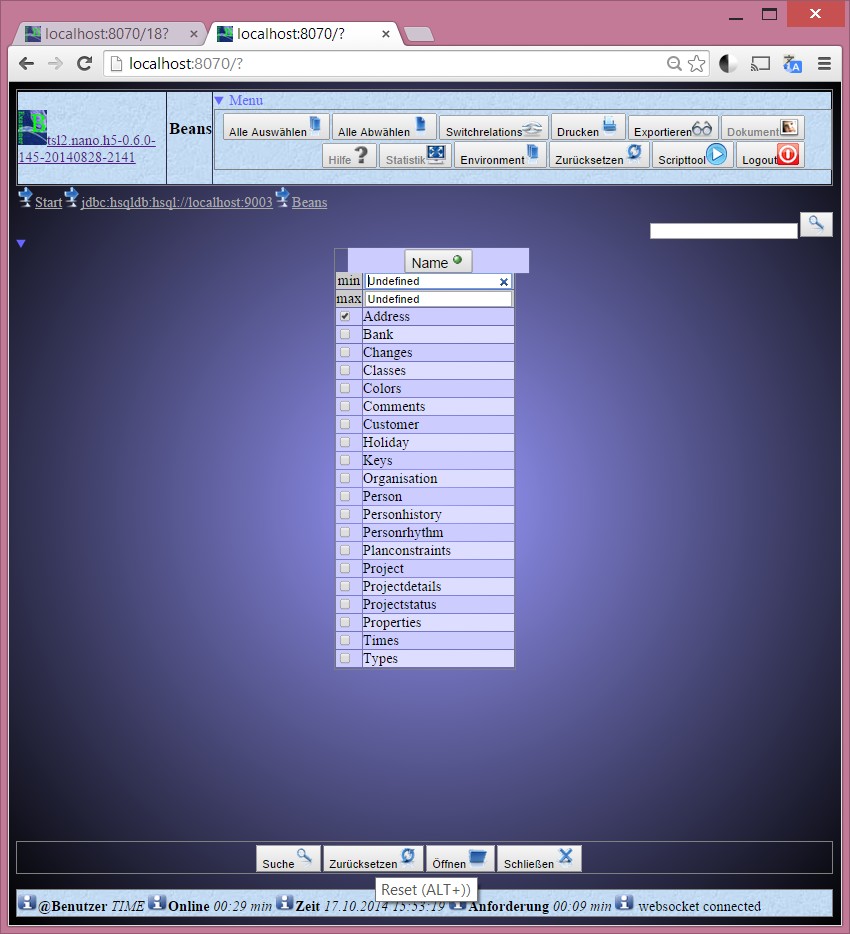 localhost:8070/18?
localhost:8070/?
localhost:8070/?
tsl2.nano.h5-0.6.0-
145-20140828-2141
Beans
Menu
Alle Auswählen Alle Abwählen Switchrelations Drucken Exportieren Dokument
Hilfe Statistik Environment Zurücksetzen Scripttool Logout
Start jdbc:hsqldb:hsql://localhost:9003 Beans
Name
min Undefined
max Undefined
Address
Bank
Changes
Classes
Colors
Comments
Customer
Holiday
Keys
Organisation
Person
Personhistory
Personrhythm
Planconstraints
Project
Projectdetails
Projectstatus
Properties
Times
Types
Suche Zurücksetzen Öffnen Schließen
Reset (ALT+))
@Benutzer TIME Online 00:29 min Zeit 17.10.2014 15:53:19 Anforderung 00:09 min websocket connected